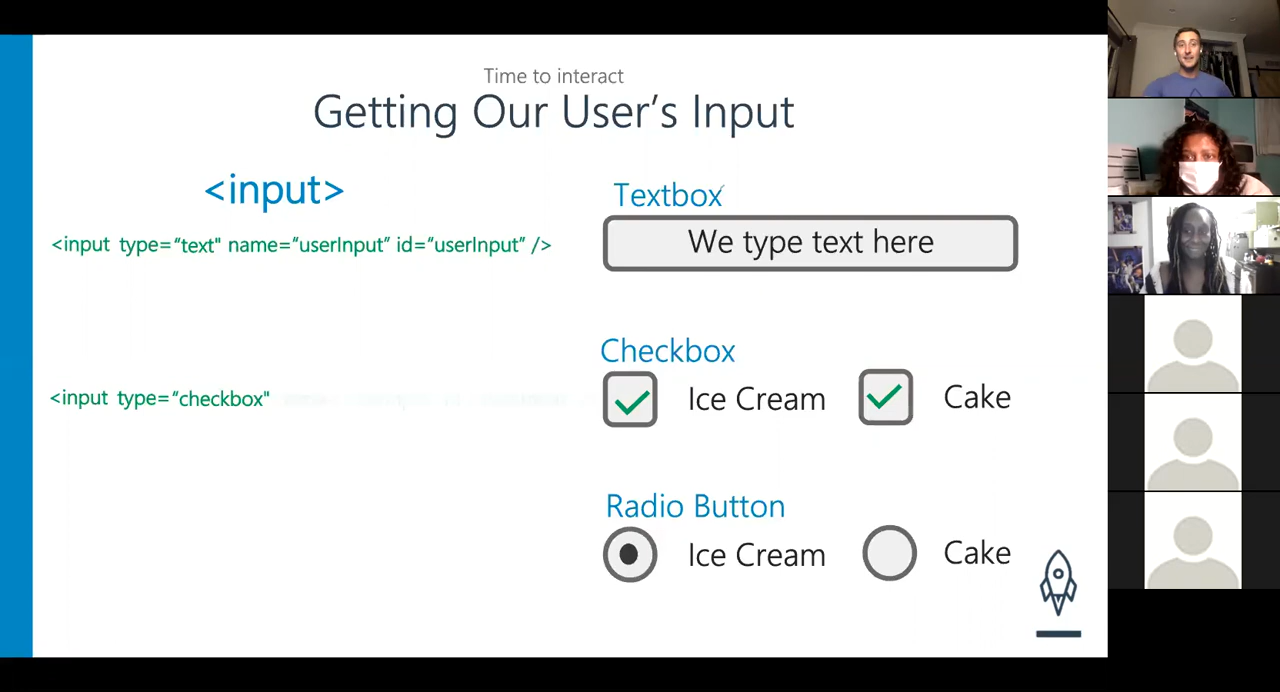 Time to interact
Getting Our User's Input
<input>
<input type=“text" name=“userInput” id=“userInput” />
Textbox
We type text here
Checkbox
<input type=“checkbox"
Ice Cream
Cake
Radio Button
Ice Cream
Cake